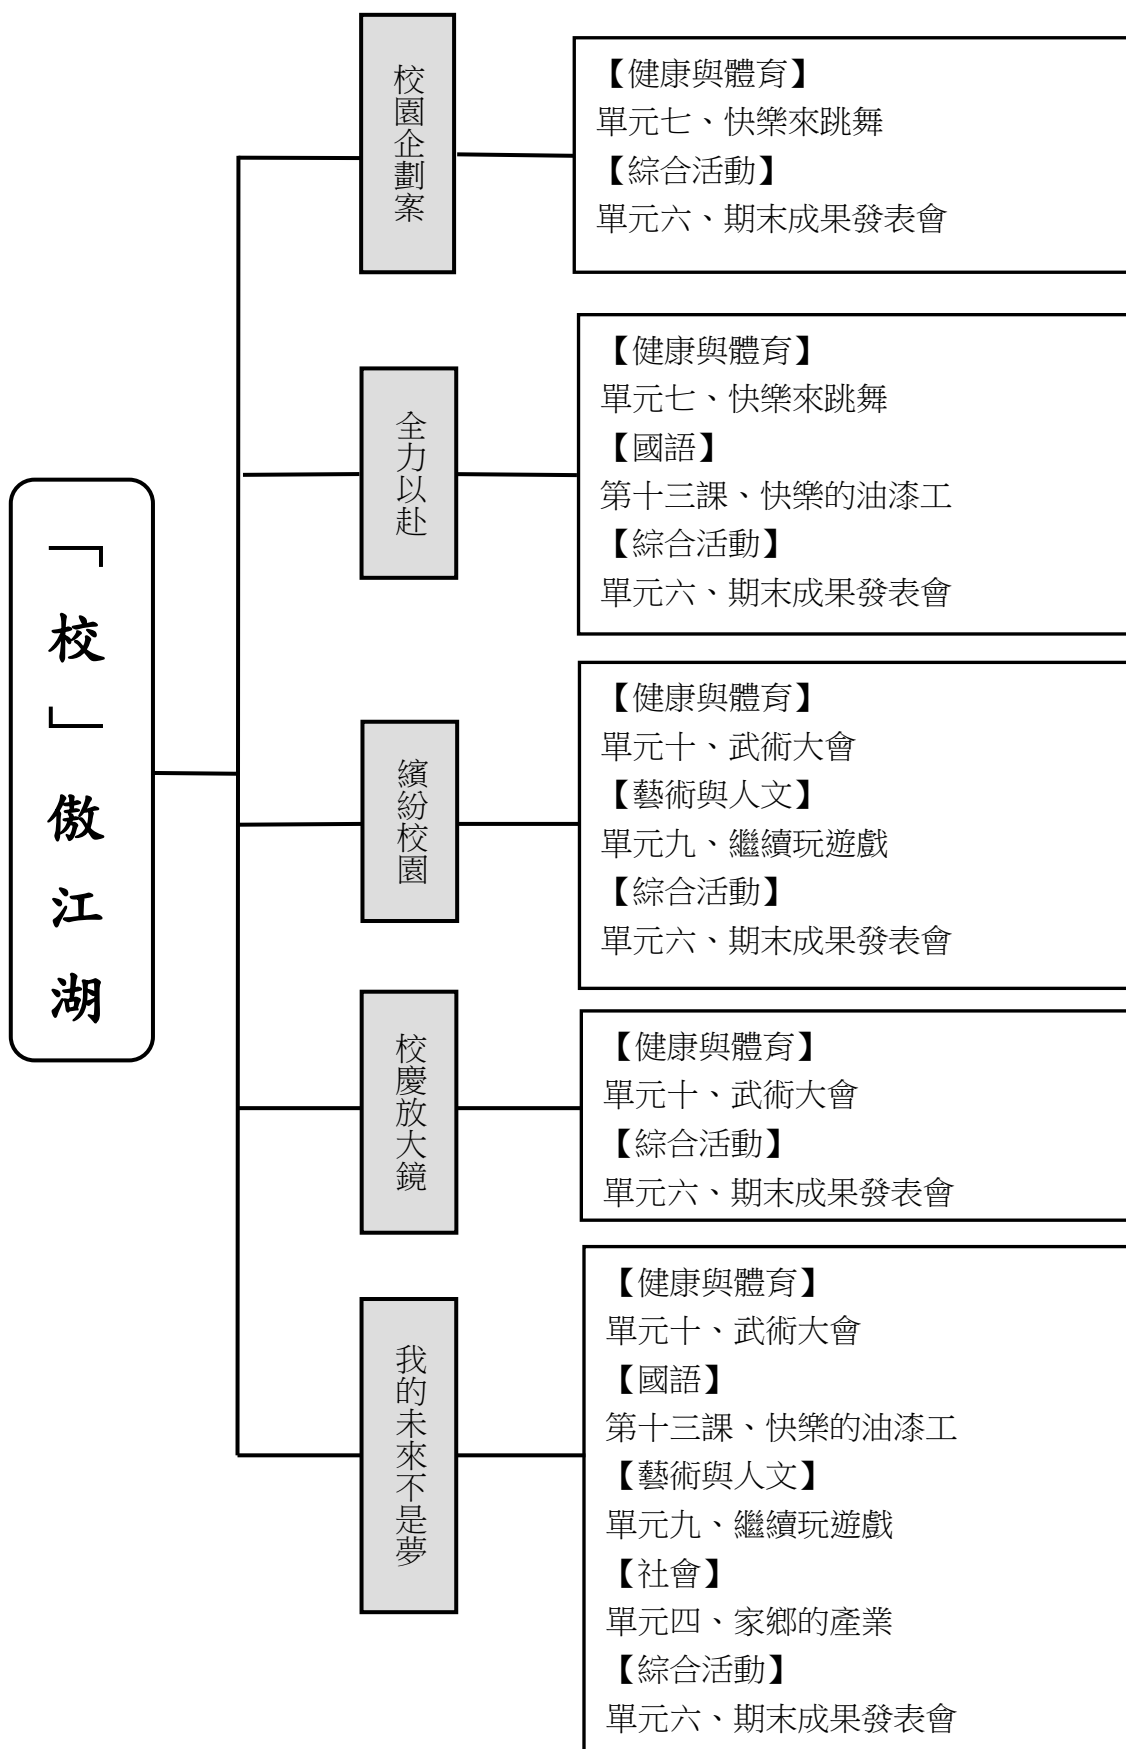 「校」傲江湖
校園企劃案
【健康與體育】
單元七、快樂來跳舞
【綜合活動】
單元六、期末成果發表會
全力以赴
【健康與體育】
單元七、快樂來跳舞
【國語】
第十三課、快樂的油漆工
【綜合活動】
單元六、期末成果發表會
繽紛校園
【健康與體育】
單元十、武術大會
【藝術與人文】
單元九、繼續玩遊戲
【綜合活動】
單元六、期末成果發表會
校慶放大鏡
【健康與體育】
單元十、武術大會
【綜合活動】
單元六、期末成果發表會
我的未來不是夢
【健康與體育】
單元十、武術大會
【國語】
第十三課、快樂的油漆工
【藝術與人文】
單元九、繼續玩遊戲
【社會】
單元四、家鄉的產業
【綜合活動】
單元六、期末成果發表會